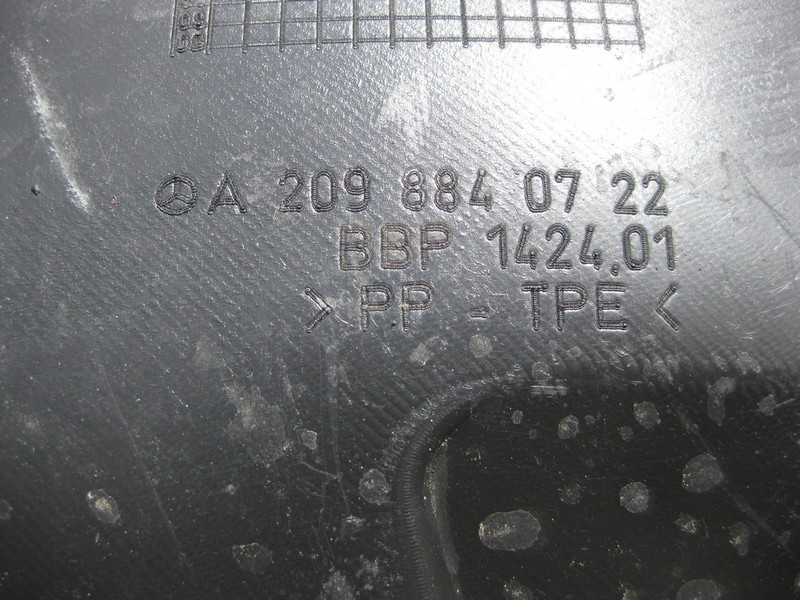 A 209 884 07 22
BBP 1424.01
> PP - TPE <